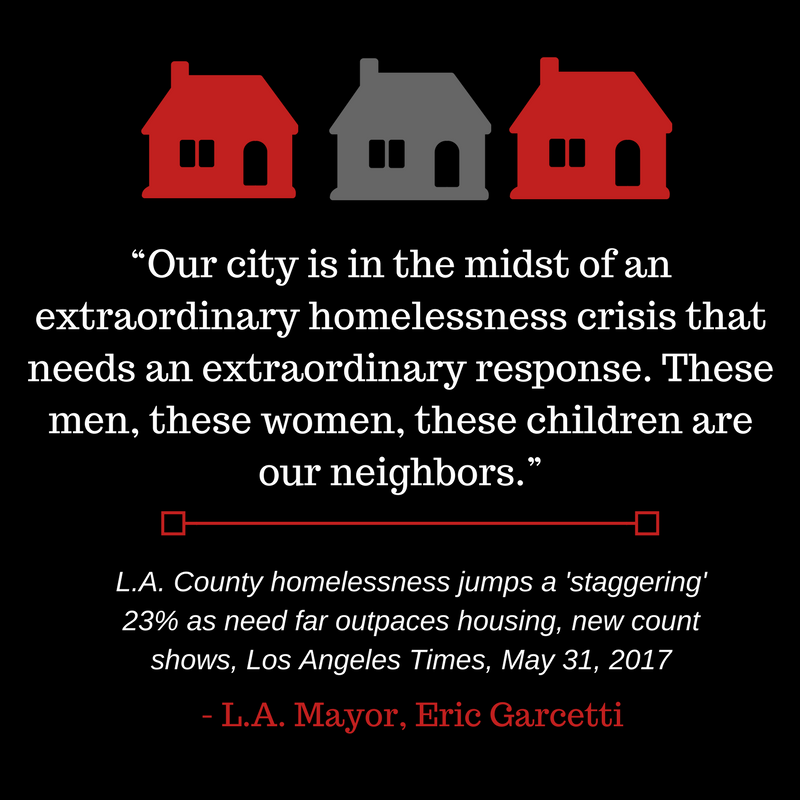 “Our city is in the midst of an
extraordinary homelessness crisis that
needs an extraordinary response. These
men, these women, these children are
our neighbors.”
L.A. County homelessness jumps a 'staggering'
23% as need far outpaces housing, new count
shows, Los Angeles Times, May 31, 2017
- L.A. Mayor, Eric Garcetti